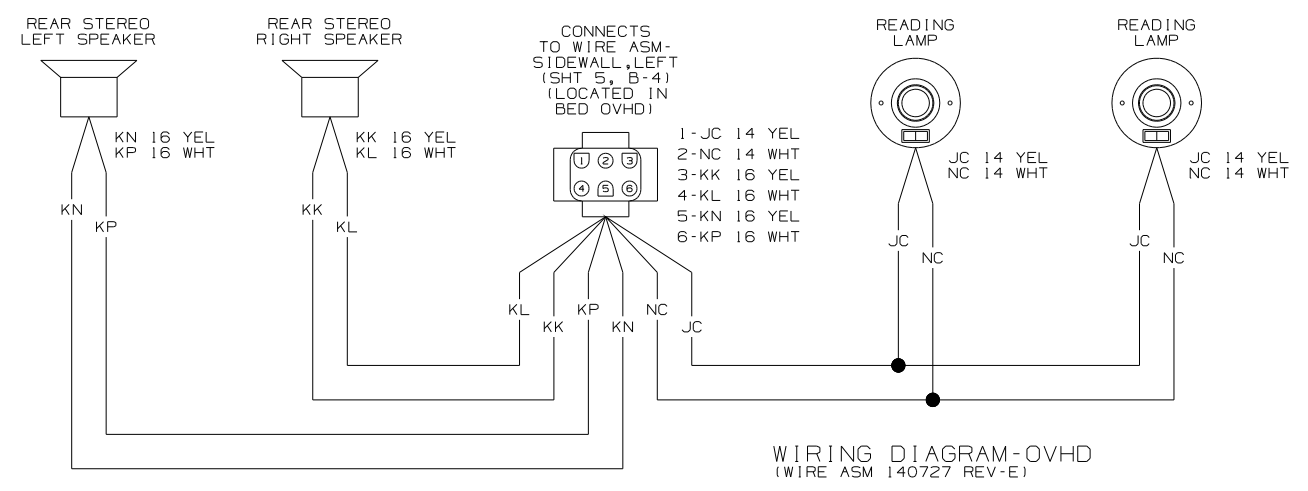 REAR STEREO
LEFT SPEAKER
KN 16 YEL
KP 16 WHT
KN
KP
REAR STEREO
RIGHT SPEAKER
KK 16 YEL
KL 16 WHT
KK
KL
CONNECTS
TO WIRE ASM-
SIDEWALL,LEFT
(SHT 5, B-4)
(LOCATED IN
BED OVHD)
1 2 3
4 5 6
1-JC 14 YEL
2-NC 14 WHT
3-KK 16 YEL
4-KL 16 WHT
5-KN 16 YEL
6-KP 16 WHT
KL
KK
KP
KN
NC
JC
READING
LAMP
JC 14 YEL
NC 14 WHT
JC
NC
READING
LAMP
JC 14 YEL
NC 14 WHT
JC
NC
WIRING DIAGRAM-OVHD
(WIRE ASM 140727 REV-E)